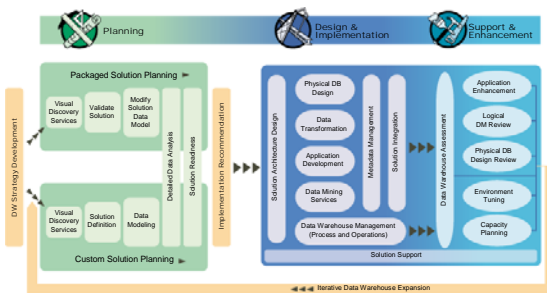 Planning
Design &
Implementation
Support &
Enhancement
DW Strategy Development
Packaged Solution Planning
Visual
Discovery
Services
Validate
Solution
Modify
Solution
Data
Model
Visual
Discovery
Services
Solution
Definition
Data
Modeling
Custom Solution Planning
Detailed Data Analysis
Solution Readiness
Implementation Recommendation
Solution Architecture Design
Physical DB
Design
Data
Transformation
Application
Development
Data Mining
Services
Metadata Management
Solution Integration
Data Warehouse Management
(Process and Operations)
Data Warehouse Assessment
Application
Enhancement
Logical
DM Review
Physical DB
Design Review
Environment
Tuning
Capacity
Planning
Solution Support
Iterative Data Warehouse Expansion